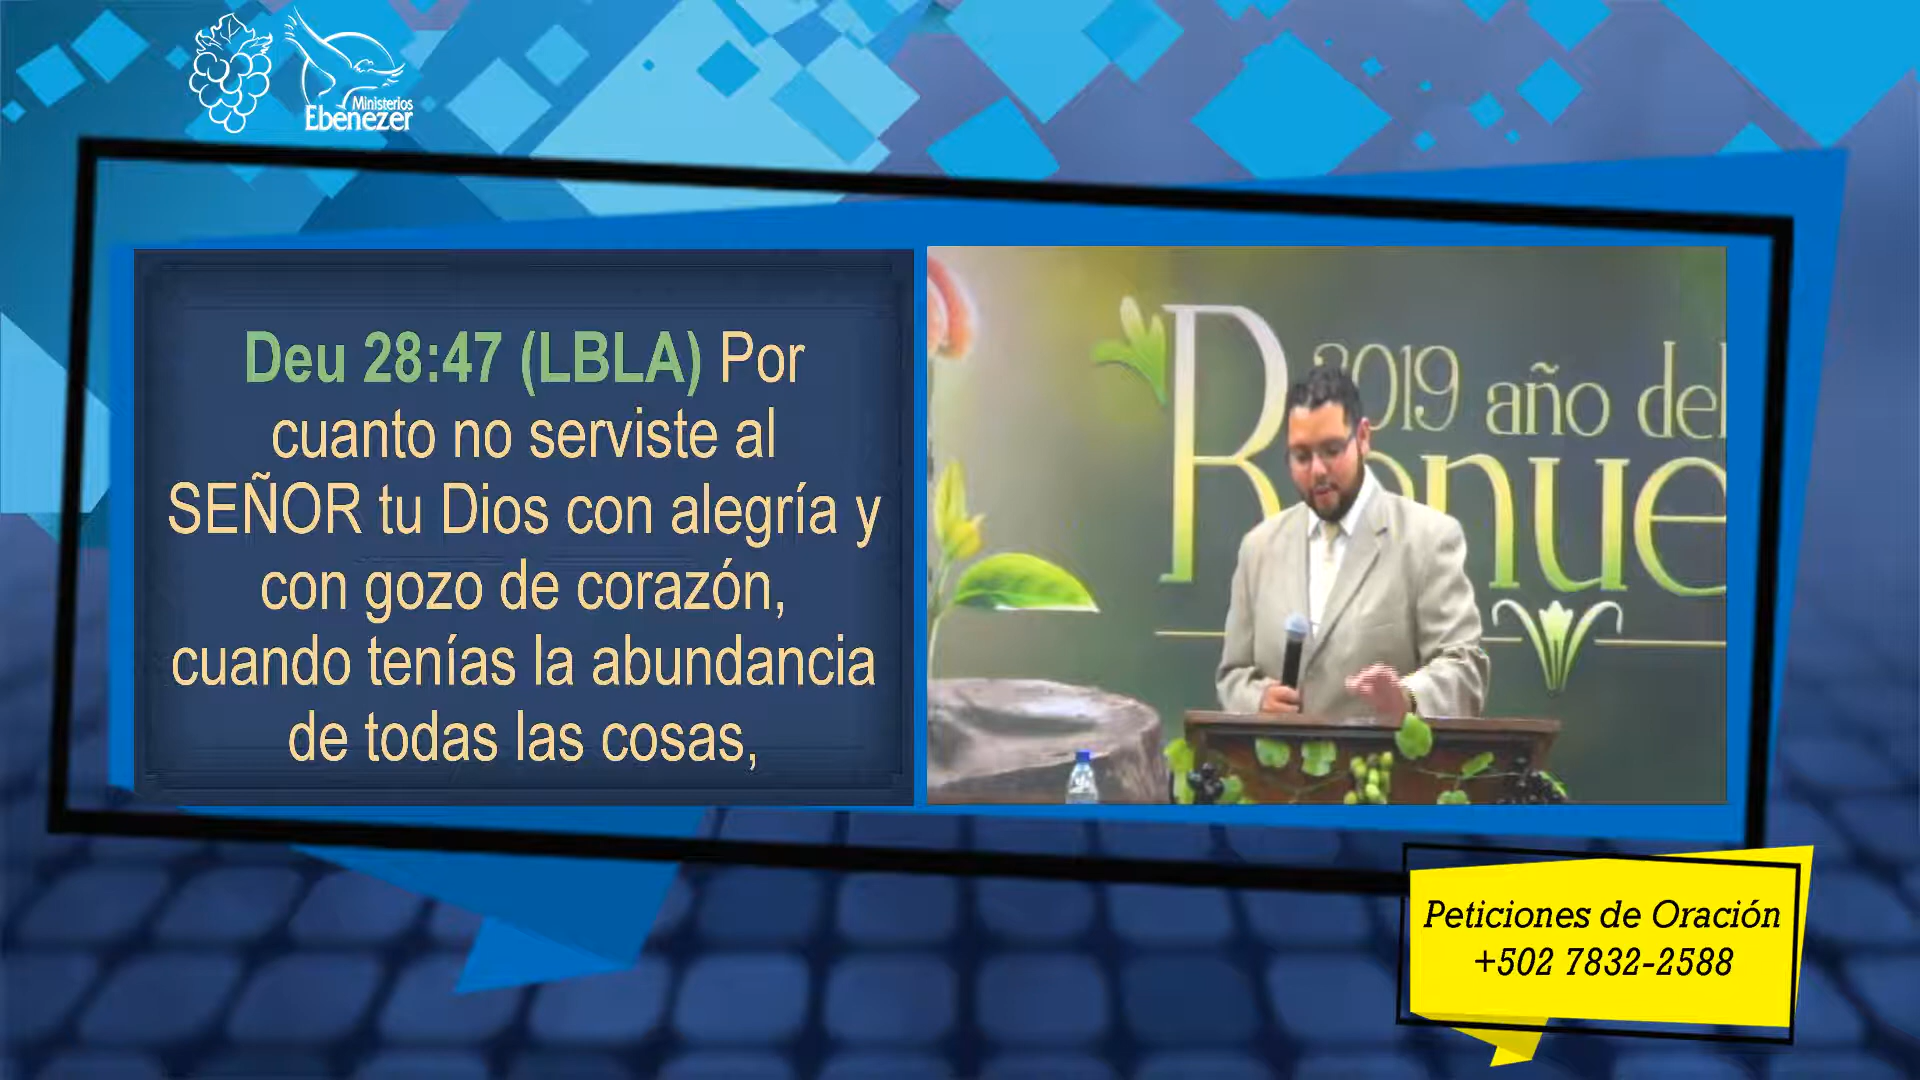 Ministerios
Ebenezer
Deu 28:47 (LBLA) Por
cuanto no serviste al
SEÑOR tu Dios con alegría y
con gozo de corazón,
cuando tenías la abundancia
de todas las cosas,
2019 año del
Renue
Peticiones de Oración
+502 7832-2588